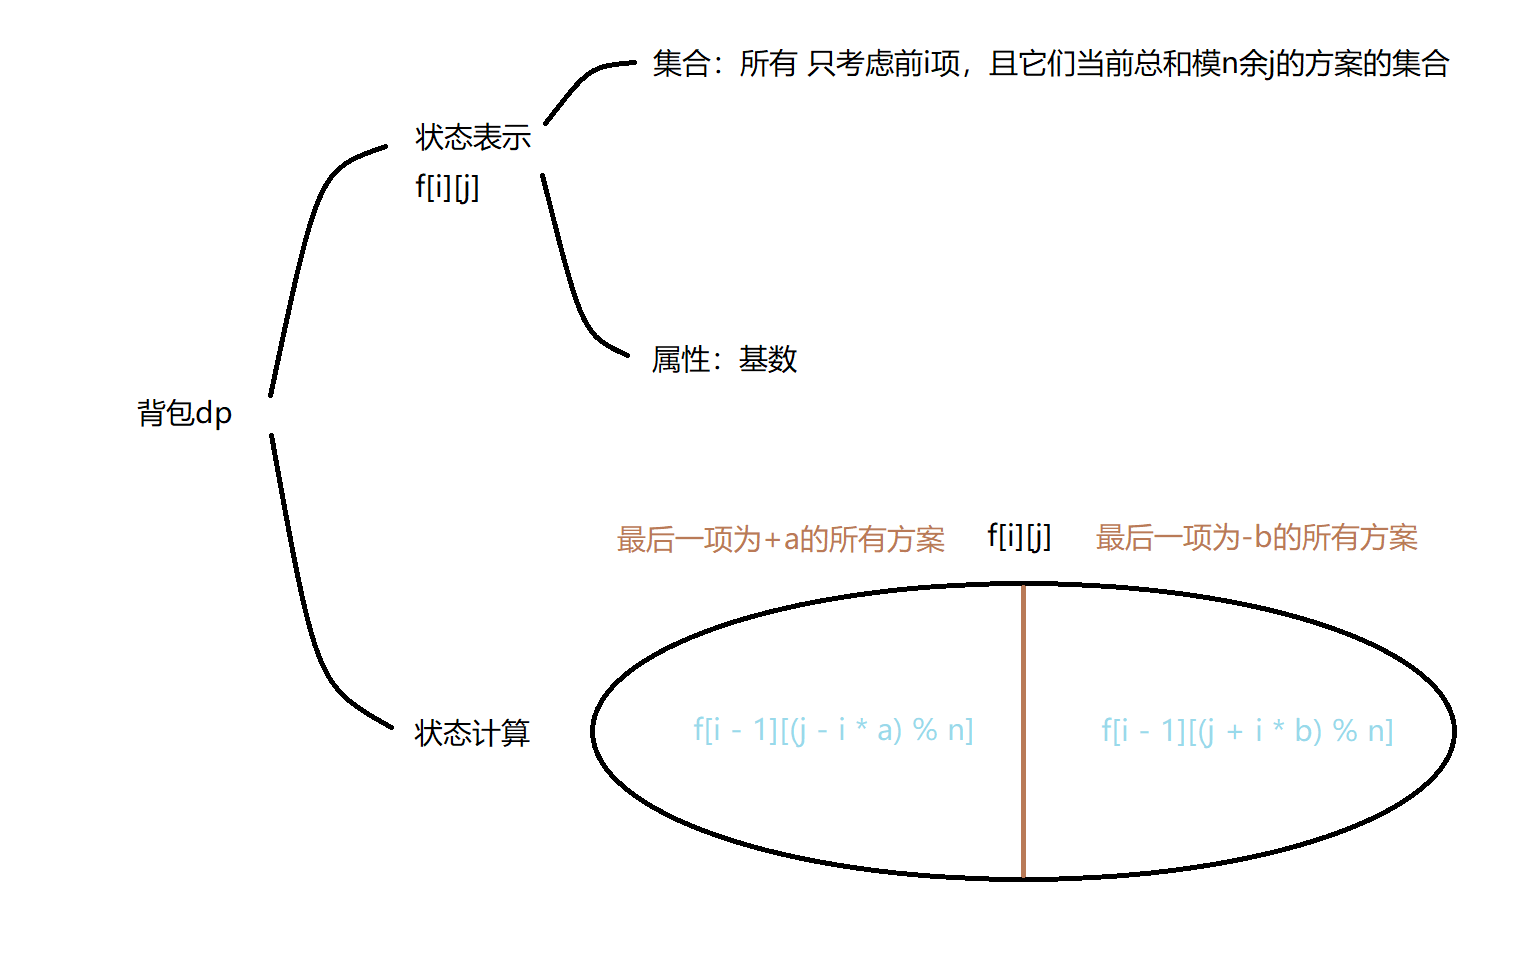 集合：所有 只考虑前i项，且它们当前总和模n余j的方案的集合
状态表示
f[i][j]
属性：基数
背包dp
最后一项为+a的所有方案 f[i][j] 最后一项为-b的所有方案
状态计算
f[i - 1][(j - i * a) % n] f[i - 1][(j + i * b) % n]